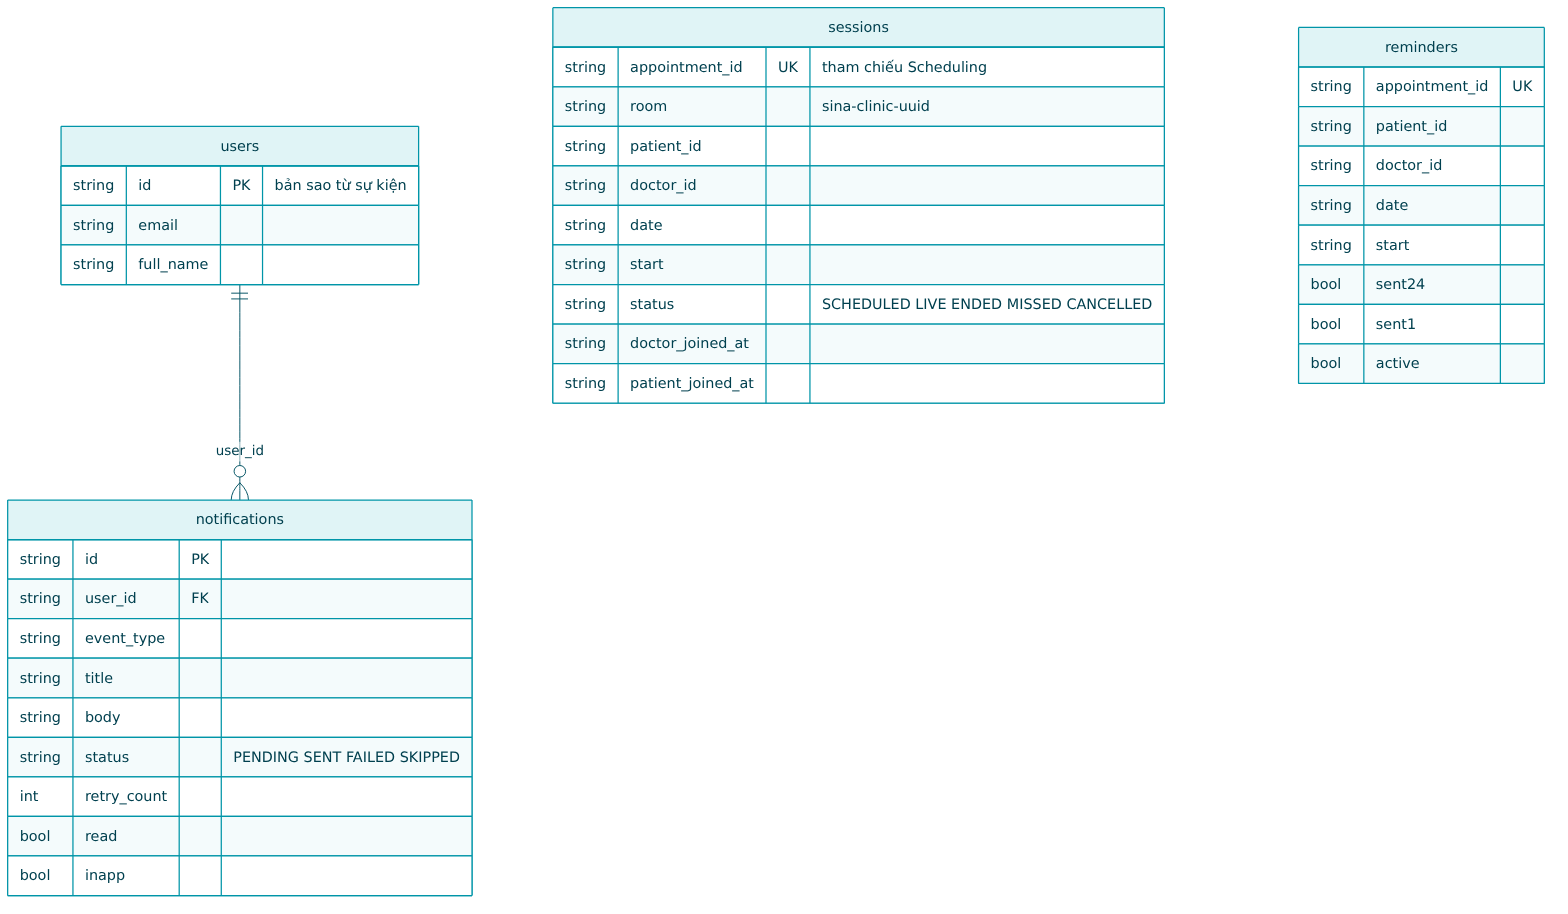 users
string id PK bản sao từ sự kiện
string email
string full_name
user_id
notifications
string id PK
string user_id FK
string event_type
string title
string body
string status PENDING SENT FAILED SKIPPED
int retry_count
bool read
bool inapp
sessions
string appointment_id UK tham chiếu Scheduling
string room sina-clinic-uuid
string patient_id
string doctor_id
string date
string start
string status SCHEDULED LIVE ENDED MISSED CANCELLED
string doctor_joined_at
string patient_joined_at
reminders
string appointment_id UK
string patient_id
string doctor_id
string date
string start
bool sent24
bool sent1
bool active